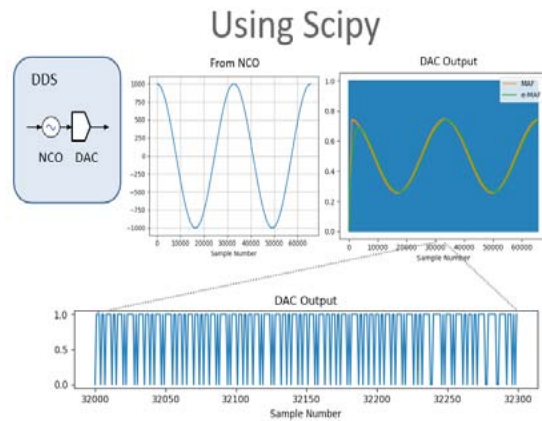 Using Scipy
DDS
NCO DAC
From NCO
1000
750
500
250
0
-250
-500
-750
-1000
0 10000 20000 30000 40000 50000 60000
Sample Number
DAC Output
MAF
e-MAF
1.0
0.8
0.6
0.4
0.2
0.0
0 10000 20000 30000 40000 50000 60000
Sample Number
DAC Output
1.0
0.5
0.0
32000 32050 32100 32150 32200 32250 32300
Sample Number